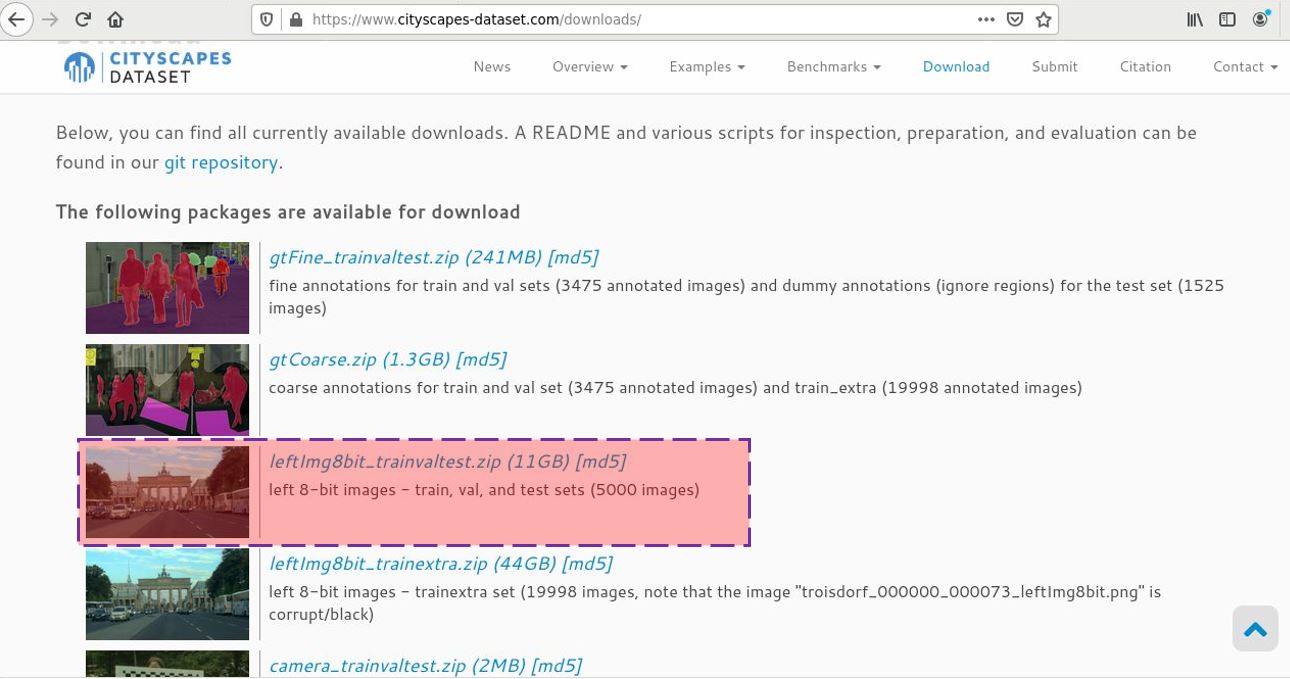 https://www.cityscapes-dataset.com/downloads/
CITYSCAPES
DATASET
News
Overview
Examples
Benchmarks
Download
Submit
Citation
Contact
Below, you can find all currently available downloads. A README and various scripts for inspection, preparation, and evaluation can be
found in our git repository.
The following packages are available for download
gtFine_trainvaltest.zip (241MB) [md5]
fine annotations for train and val sets (3475 annotated images) and dummy annotations (ignore regions) for the test set (1525
images)
gtCoarse.zip (1.3GB) [md5]
coarse annotations for train and val set (3475 annotated images) and train_extra (19998 annotated images)
leftImg8bit_trainvaltest.zip (11GB) [md5]
left 8-bit images - train, val, and test sets (5000 images)
leftImg8bit_trainextra.zip (44GB) [md5]
left 8-bit images - trainextra set (19998 images, note that the image "troisdorf_000000_000073_leftImg8bit.png" is
corrupt/black)
camera_trainvaltest.zip (2MB) [md5]